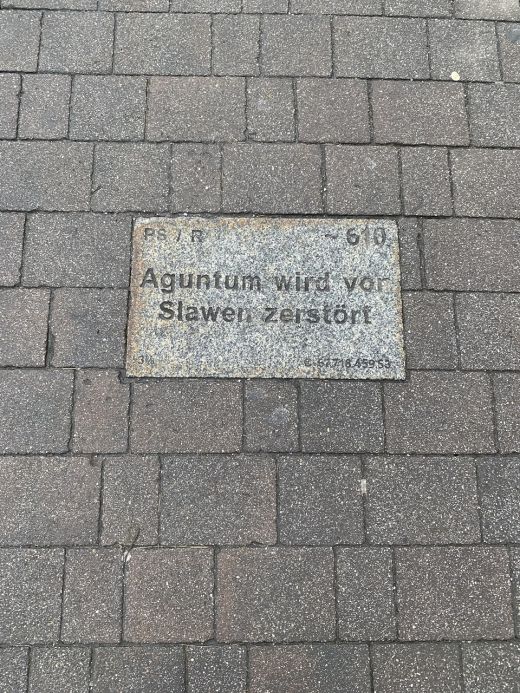 PS / R ~ 610
Aguntum wird von
Slawen zerstört